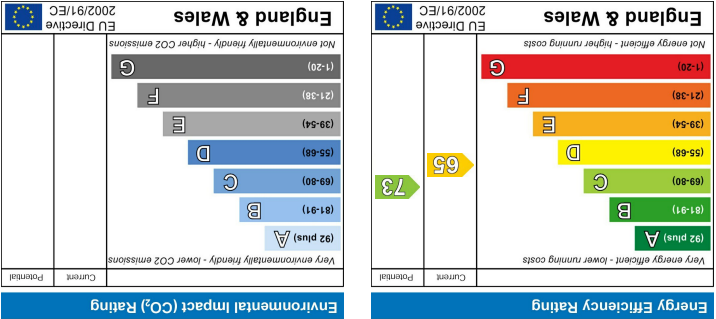 Energy Efficiency Rating
Current
Potential
Very energy efficient - lower running costs
(92 plus) A
(81-91) B
(69-80) C
(55-68) D
(39-54) E
(21-38) F
(1-20) G
65
73
Not energy efficient - higher running costs
England & Wales
EU Directive
2002/91/EC
Environmental Impact (CO₂) Rating
Current
Potential
Very environmentally friendly - lower CO2 emissions
(92 plus) A
(81-91) B
(69-80) C
(55-68) D
(39-54) E
(21-38) F
(1-20) G
Not environmentally friendly - higher CO2 emissions
England & Wales
EU Directive
2002/91/EC